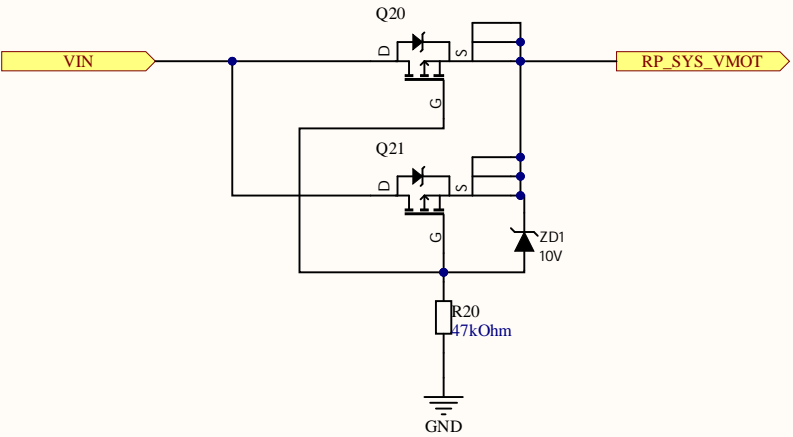 Q20
D
S
VIN
RP_SYS_VMOT
G
Q21
D
S
G
ZD1
10V
R20
47kOhm
GND